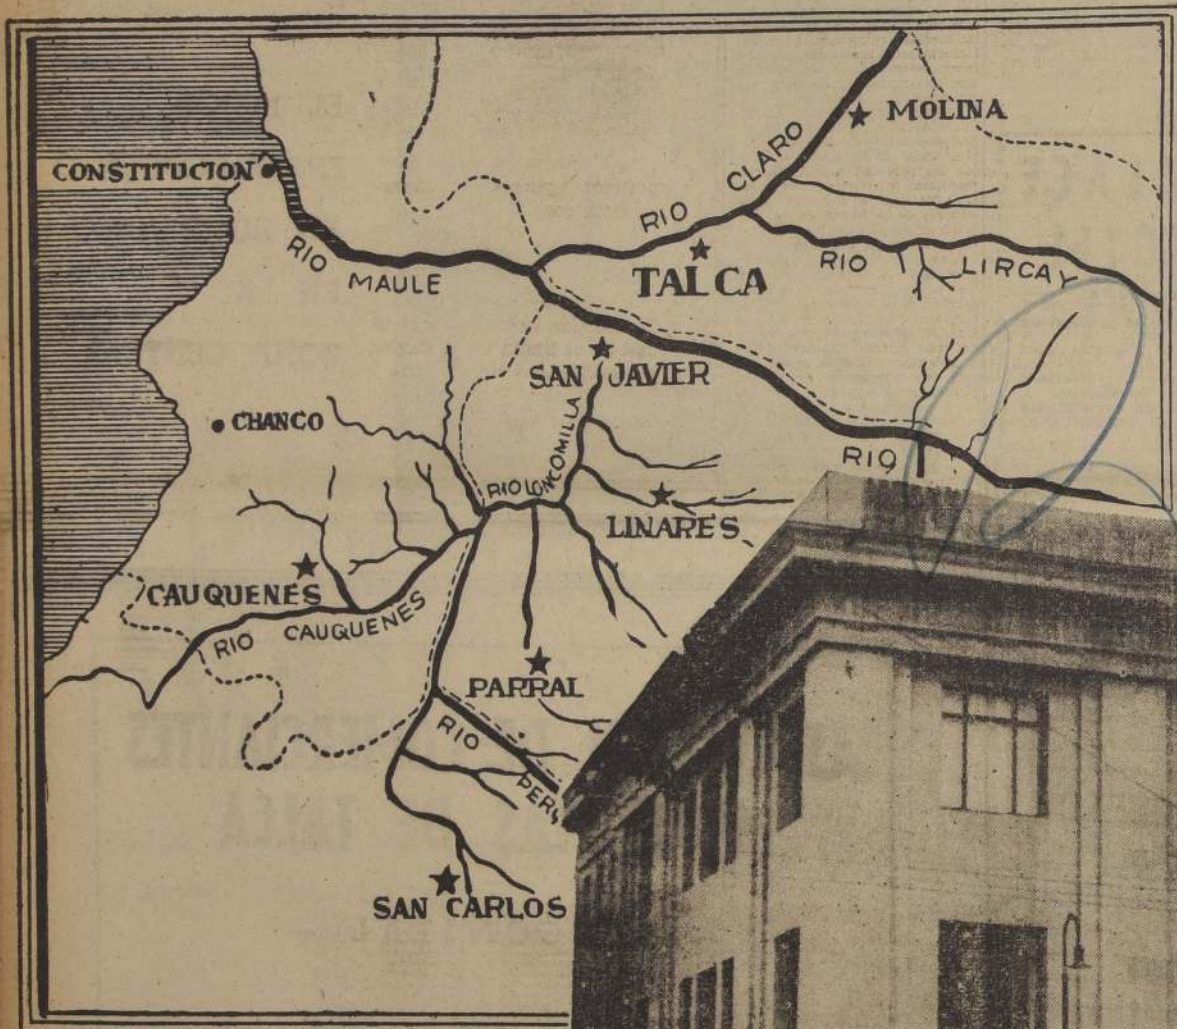 MOLINA
CONSTITUCION
RIO CLARO
RIO MAULE
TALCA
RIO LIRCAY
SAN JAVIER
CHANCO
RIO LONCOMILLA
RIO
LINARES
CAUQUENES
RIO CAUQUENES
PARRAL
RIO
SAN CARLOS